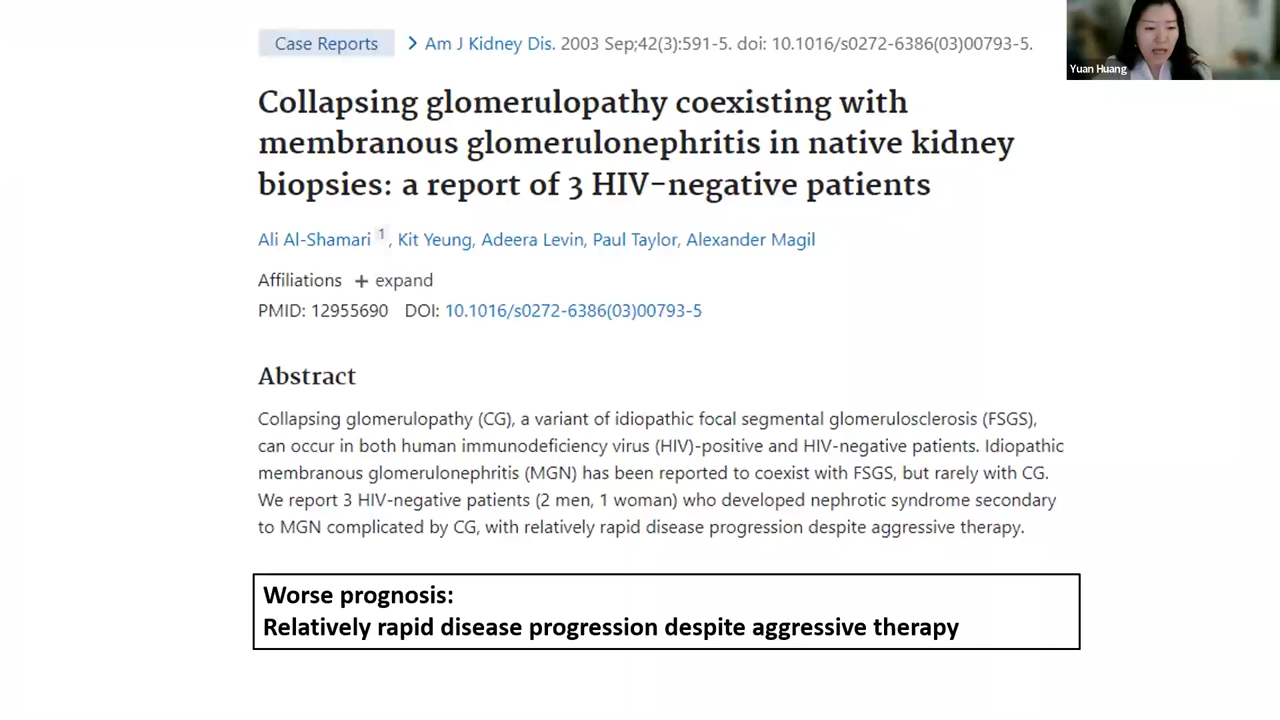 Case Reports > Am J Kidney Dis. 2003 Sep;42(3):591-5. doi: 10.1016/s0272-6386(03)00793-5.
Yuan Huang
Collapsing glomerulopathy coexisting with
membranous glomerulonephritis in native kidney
biopsies: a report of 3 HIV-negative patients
Ali Al-Shamari 1, Kit Yeung, Adeera Levin, Paul Taylor, Alexander Magil
Affiliations + expand
PMID: 12955690 DOI: 10.1016/s0272-6386(03)00793-5
Abstract
Collapsing glomerulopathy (CG), a variant of idiopathic focal segmental glomerulosclerosis (FSGS),
can occur in both human immunodeficiency virus (HIV)-positive and HIV-negative patients. Idiopathic
membranous glomerulonephritis (MGN) has been reported to coexist with FSGS, but rarely with CG.
We report 3 HIV-negative patients (2 men, 1 woman) who developed nephrotic syndrome secondary
to MGN complicated by CG, with relatively rapid disease progression despite aggressive therapy.
Worse prognosis:
Relatively rapid disease progression despite aggressive therapy